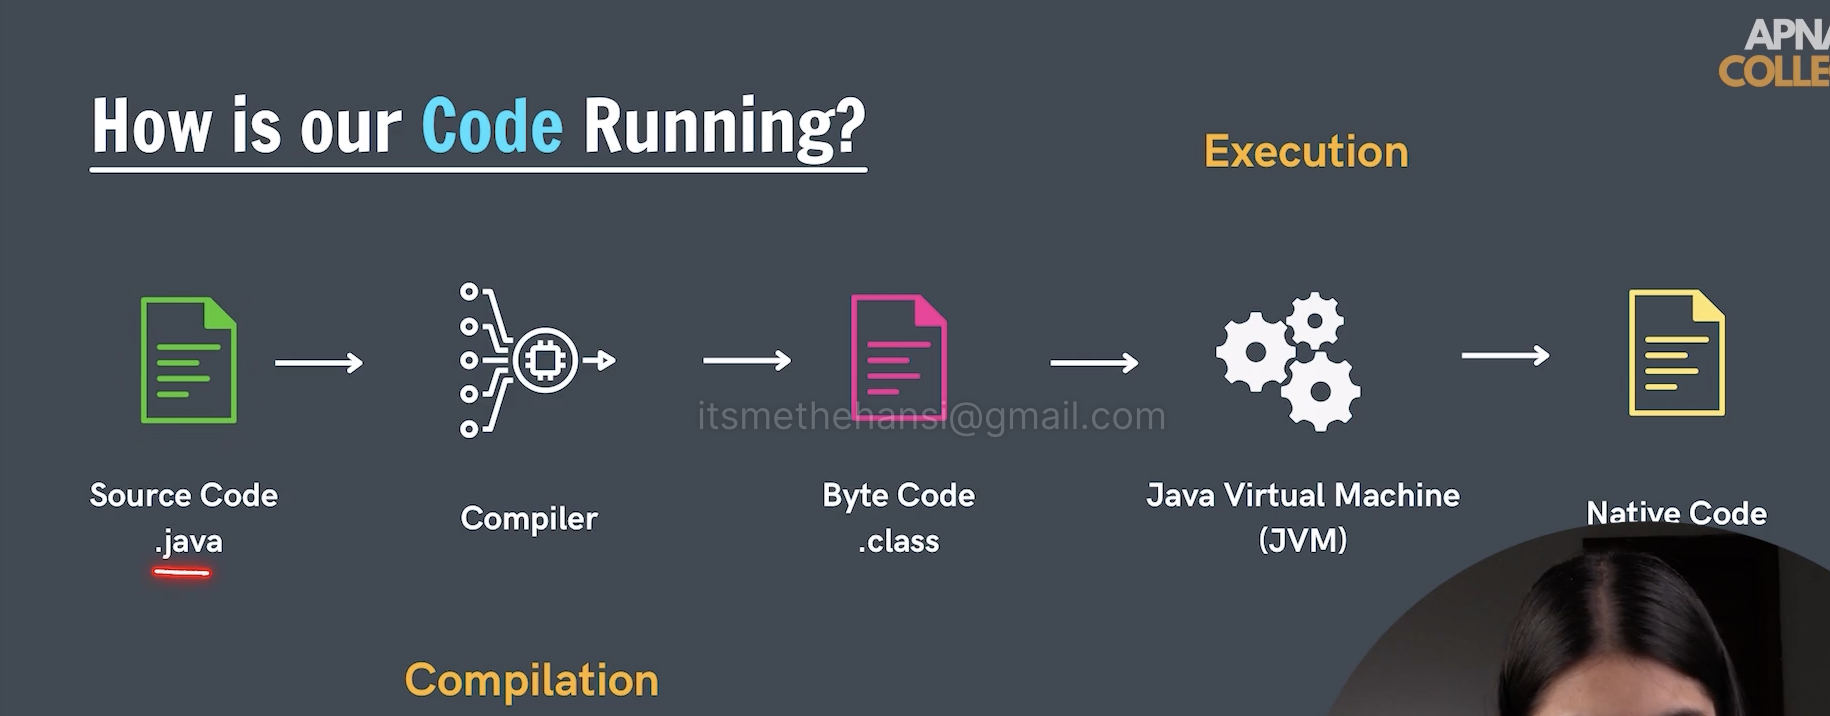 APNA
COLLE
How is our Code Running?
Execution
itsmethehansi@gmail.com
Source Code
.java
Compiler
Byte Code
.class
Java Virtual Machine
(JVM)
Native Code
Compilation